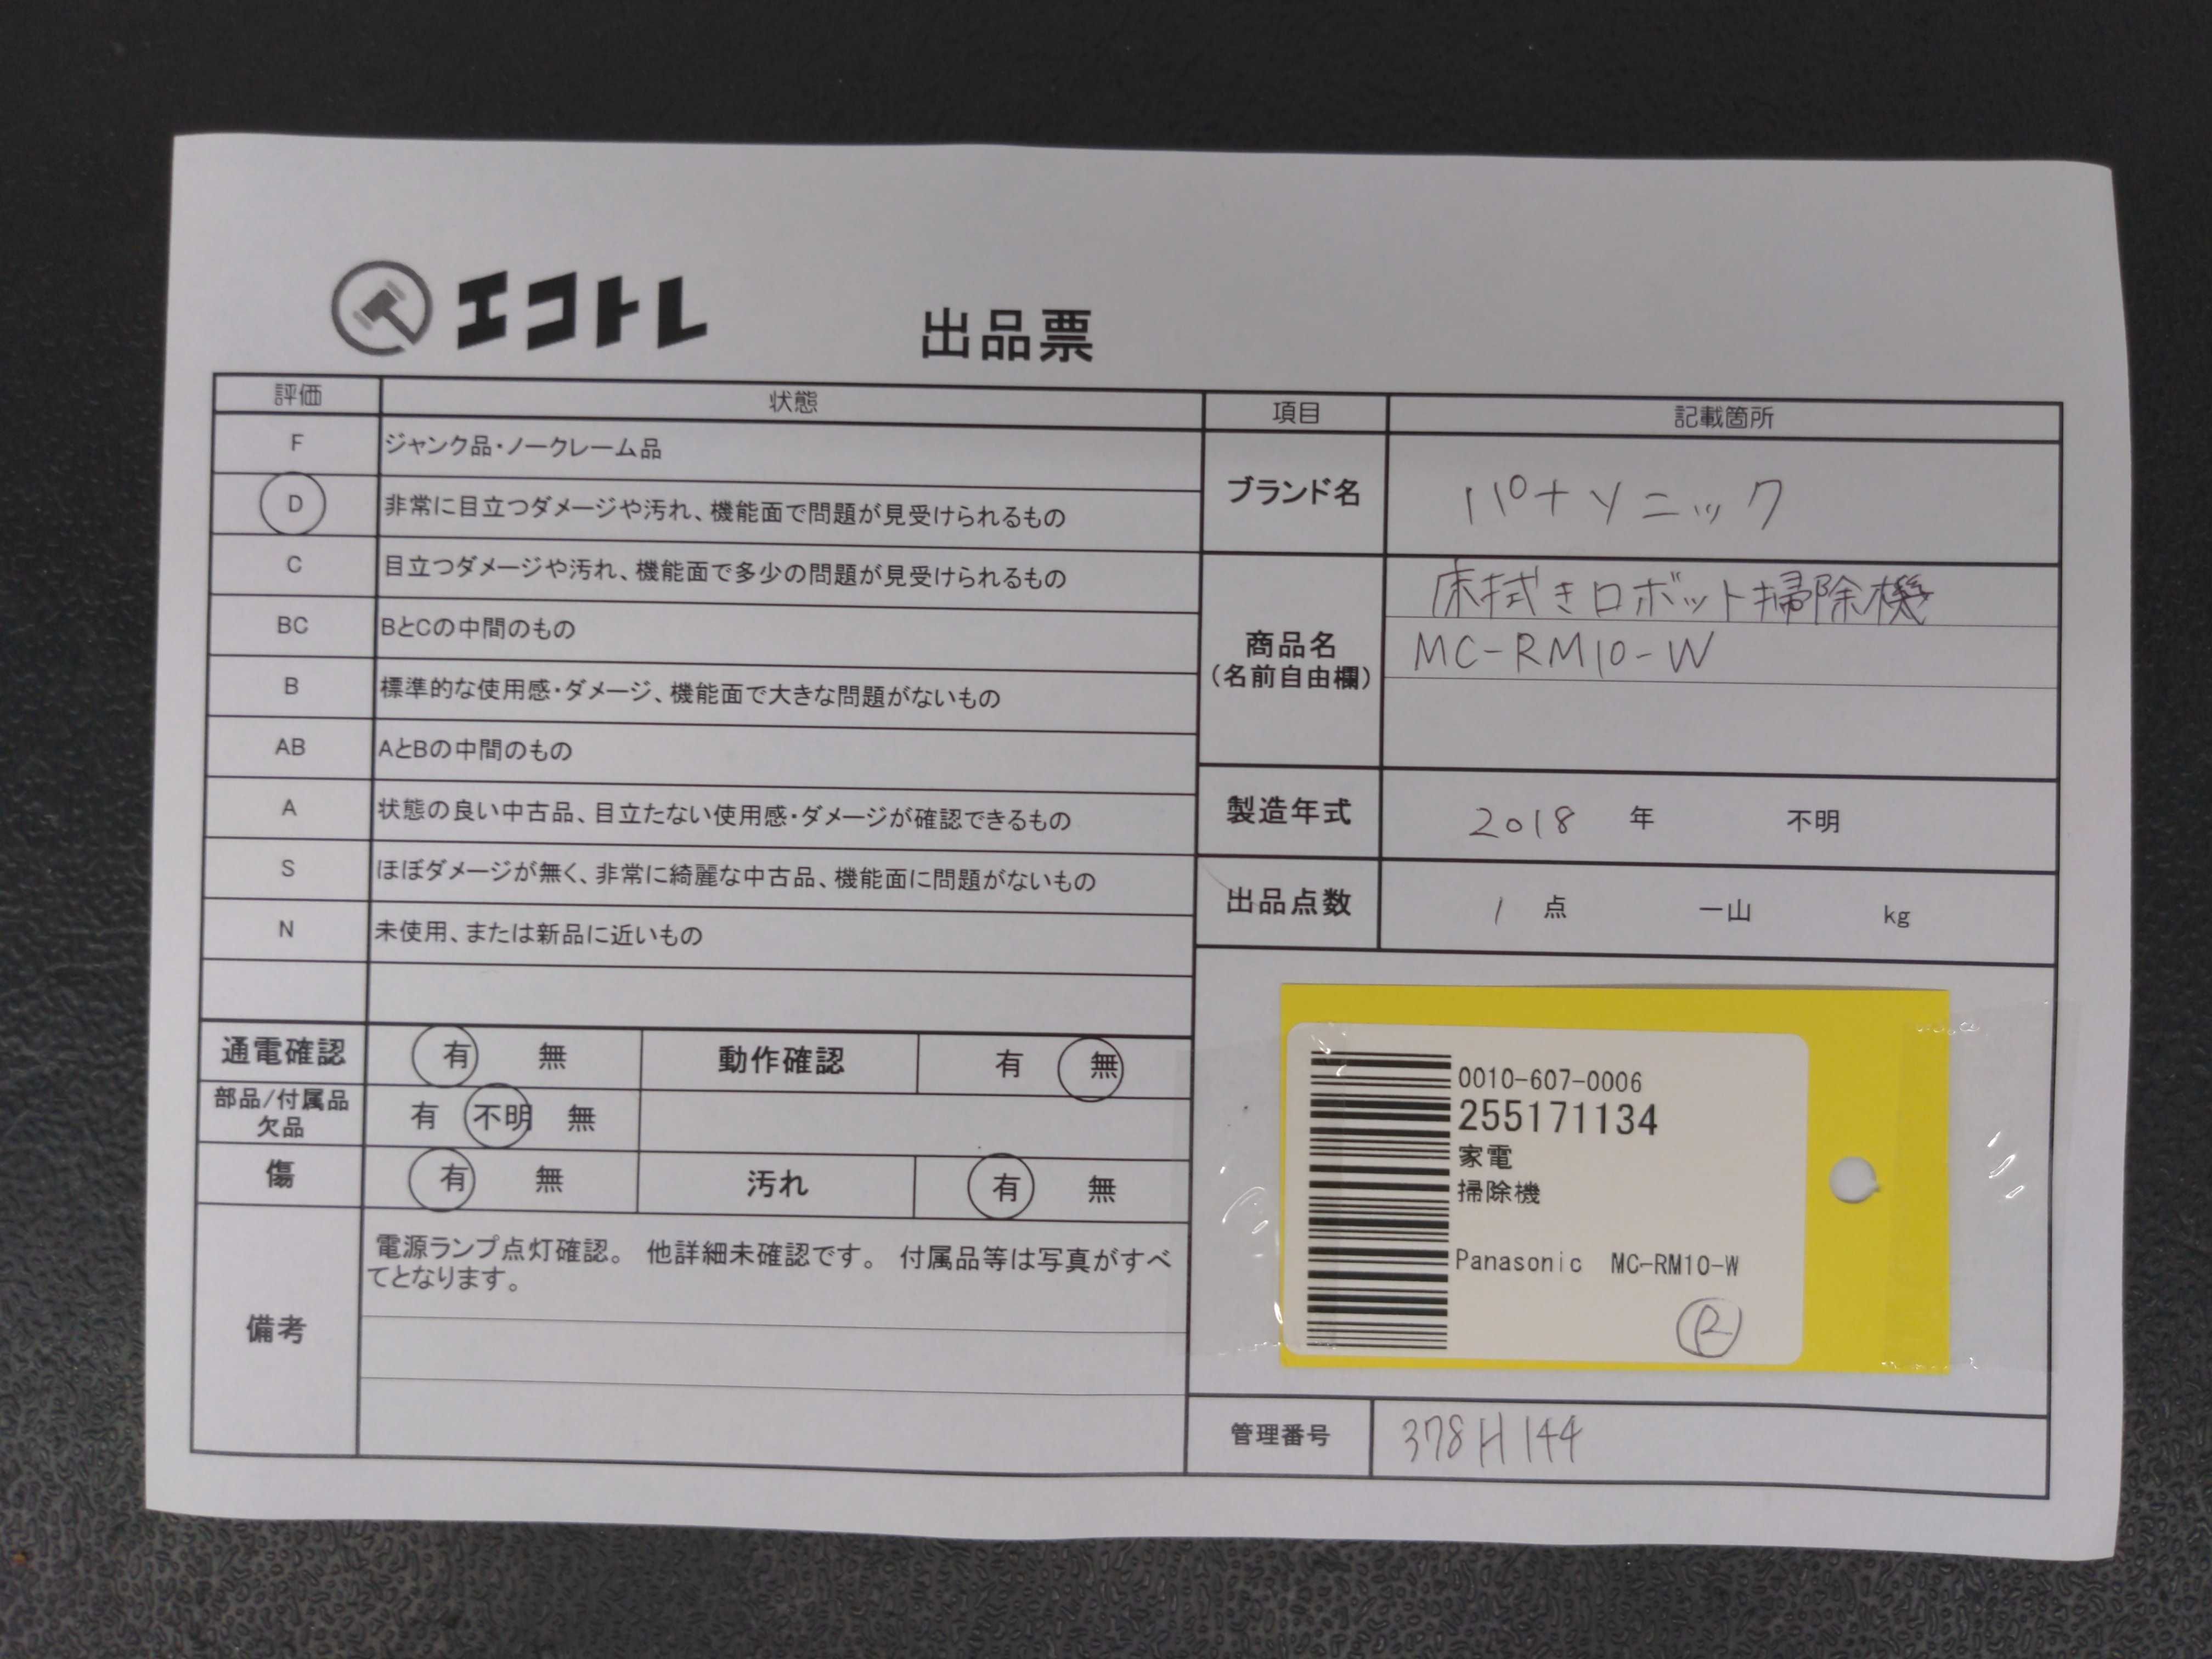 エコトレ
出品票
評価 状態
F ジャンク品・ノークレーム品
D 非常に目立つダメージや汚れ、機能面で問題が見受けられるもの
C 目立つダメージや汚れ、機能面で多少の問題が見受けられるもの
BC BとCの中間のもの
B 標準的な使用感・ダメージ、機能面で大きな問題がないもの
AB AとBの中間のもの
A 状態の良い中古品、目立たない使用感・ダメージが確認できるもの
S ほぼダメージが無く、非常に綺麗な中古品、機能面に問題がないもの
N 未使用、または新品に近いもの
通電確認 有 無 動作確認 有 無
部品/付属品
欠品 有 不明 無
傷 有 無 汚れ 有 無
備考
電源ランプ点灯確認。 他詳細未確認です。 付属品等は写真がすべ
てとなります。
項目 記載箇所
ブランド名 パナソニック
商品名
(名前自由欄)
床拭きロボット掃除機
MC-RM10-W
製造年式 2018 年 不明
出品点数 1 点 一山 kg
0010-607-0006
255171134
家電
掃除機
Panasonic MC-RM10-W
管理番号 378H144